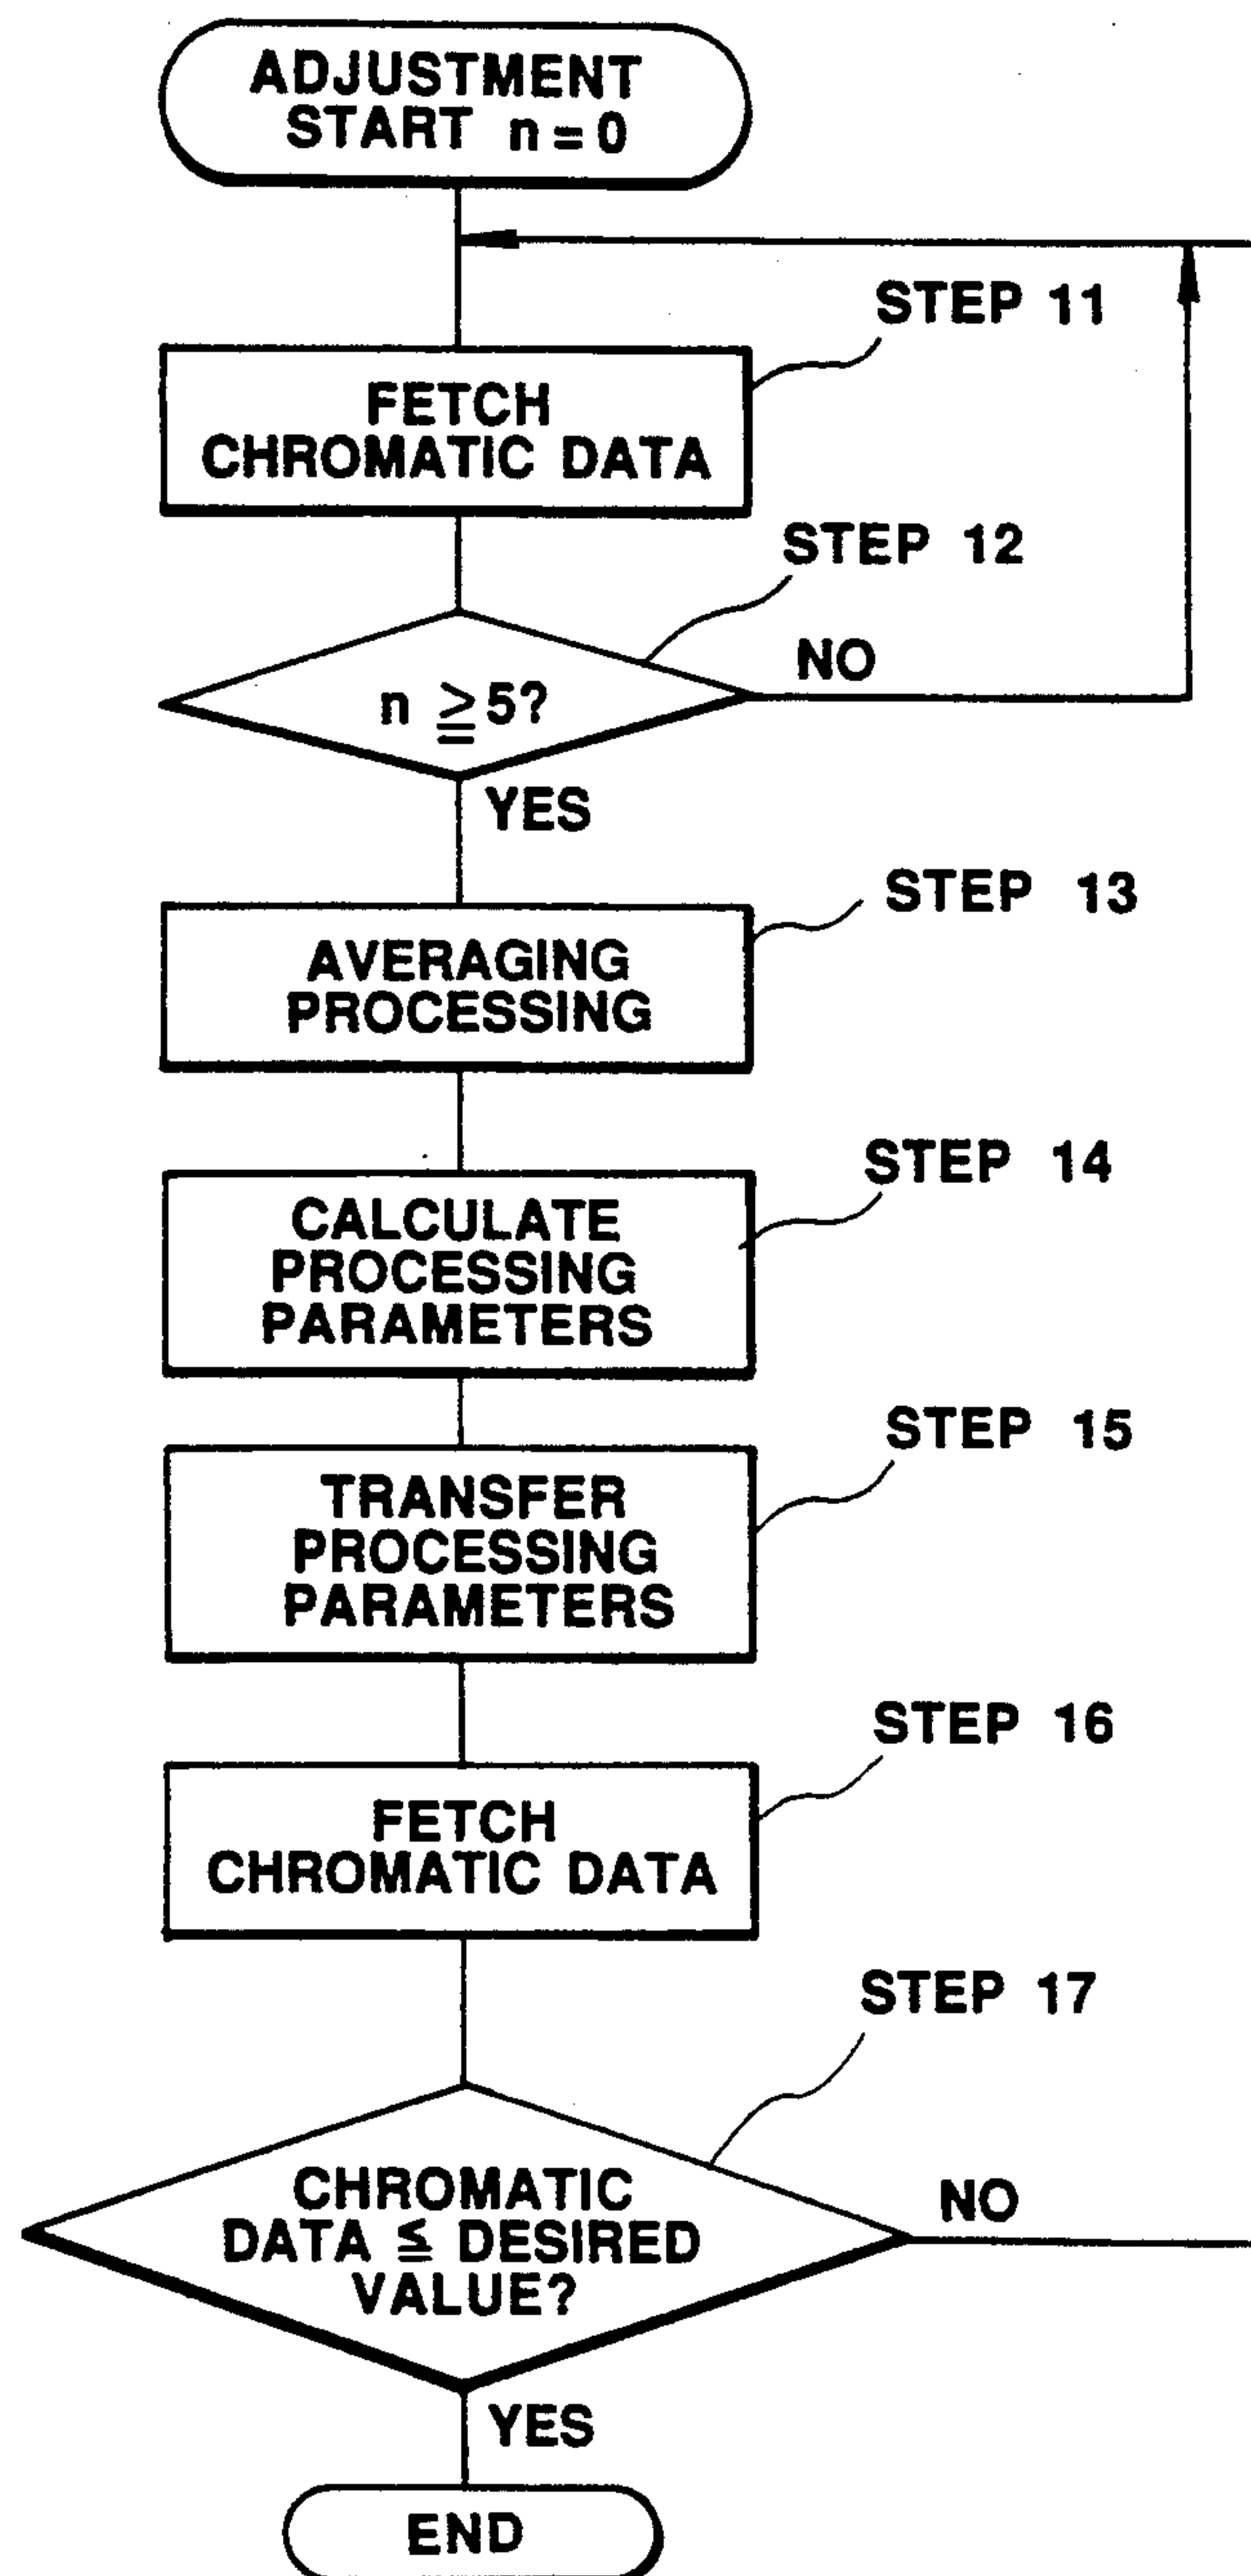 ADJUSTMENT
START n = 0
STEP 11
FETCH
CHROMATIC DATA
STEP 12
n ≧ 5?
NO
YES
STEP 13
AVERAGING
PROCESSING
STEP 14
CALCULATE
PROCESSING
PARAMETERS
STEP 15
TRANSFER
PROCESSING
PARAMETERS
STEP 16
FETCH
CHROMATIC DATA
STEP 17
CHROMATIC
DATA ≦ DESIRED
VALUE?
NO
YES
END